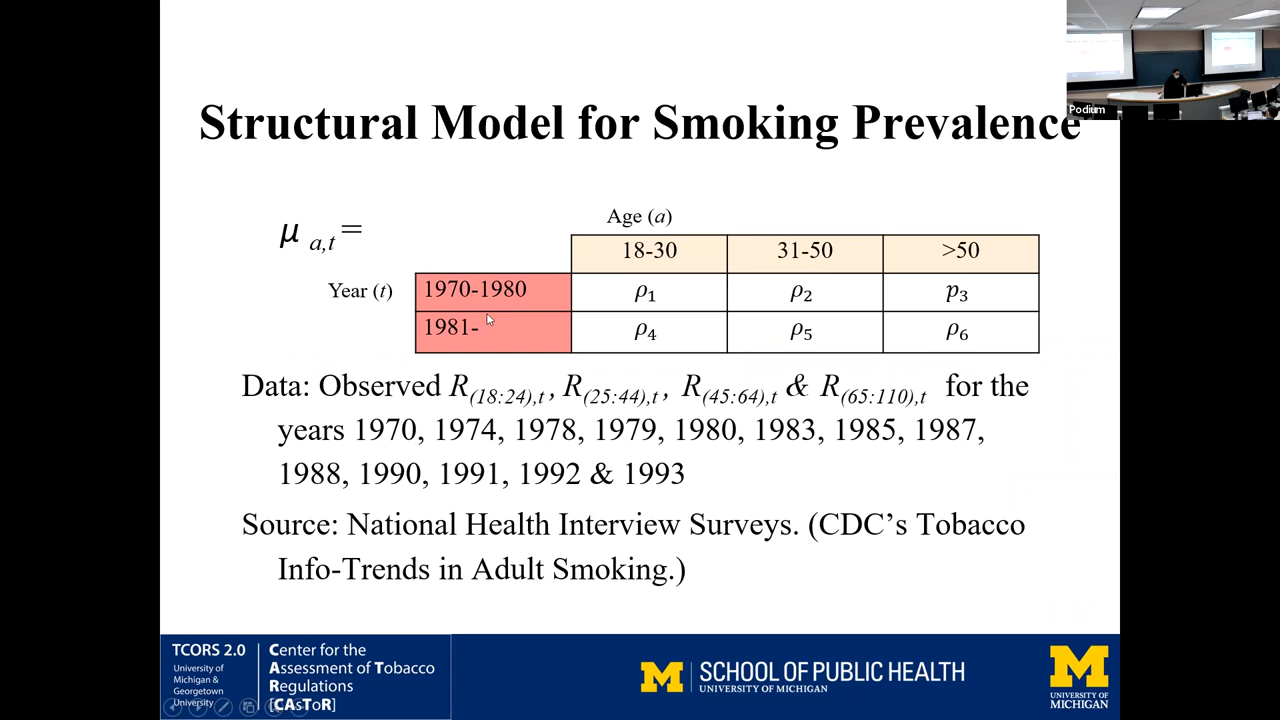 Podium
Structural Model for Smoking Prevalence
μ a,t =
Age (a)
18-30 31-50 >50
Year (t) 1970-1980 ρ1 ρ2 p3
1981- ρ4 ρ5 ρ6
Data: Observed R(18:24),t , R(25:44),t , R(45:64),t & R(65:110),t for the
years 1970, 1974, 1978, 1979, 1980, 1983, 1985, 1987,
1988, 1990, 1991, 1992 & 1993
Source: National Health Interview Surveys. (CDC’s Tobacco
Info-Trends in Adult Smoking.)
TCORS 2.0
University of
Michigan &
Georgetown
University
Center for the
Assessment of Tobacco
Regulations
[CAsToR]
M SCHOOL OF PUBLIC HEALTH
UNIVERSITY OF MICHIGAN
M
UNIVERSITY OF
MICHIGAN